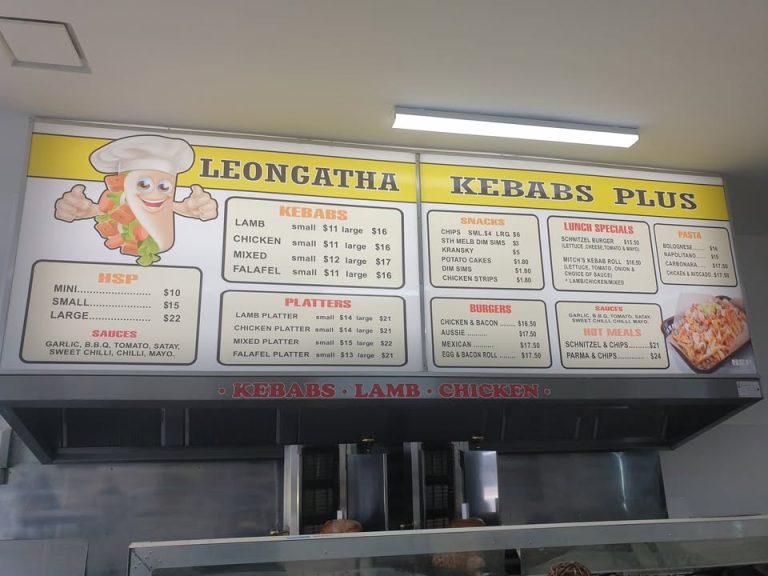 LEONGATHA KEBABS PLUS
HSP
MINI............................ $10
SMALL........................ $15
LARGE........................ $22
SAUCES
GARLIC, B.B.Q, TOMATO, SATAY,
SWEET CHILLI, CHILLI, MAYO.
KEBABS
LAMB small $11 large $16
CHICKEN small $11 large $16
MIXED small $12 large $17
FALAFEL small $11 large $16
PLATTERS
LAMB PLATTER small $14 large $21
CHICKEN PLATTER small $14 large $21
MIXED PLATTER small $15 large $22
FALAFEL PLATTER small $13 large $21
SNACKS
CHIPS SML.$4 LRG.$6
STH MELB DIM SIMS $3
KRANSKY $5
POTATO CAKES $1.80
DIM SIMS $1.80
CHICKEN STRIPS $1.80
BURGERS
CHICKEN & BACON ........ $16.50
AUSSIE ........................ $17.50
MEXICAN ..................... $17.50
EGG & BACON ROLL ....... $17.50
LUNCH SPECIALS
SCHNITZEL BURGER $15.50
(LETTUCE ,CHEESE,TOMATO & MAYO.
MITCH'S KEBAB ROLL $16.50
(LETTUCE, TOMATO, ONION &
CHOICE OF SAUCE)
* LAMB/CHICKEN/MIXED
SAUCES
GARLIC, B.B.Q, TOMATO, SATAY,
SWEET CHILLI, CHILLI, MAYO.
HOT MEALS
SCHNITZEL & CHIPS.........$21
PARMA & CHIPS............... $24
PASTA
BOLOGNESE........... $16
NAPOLITANO.......... $15
CARBONARA......... $17.50
CHICKEN & AVOCADO..$17.50
· KEBABS · LAMB · CHICKEN ·